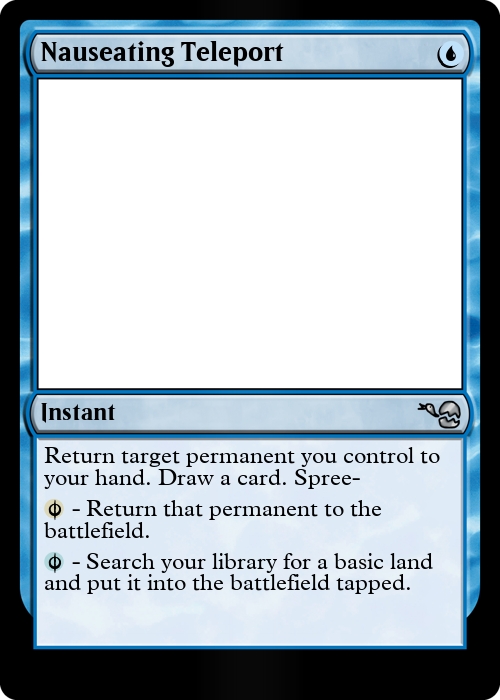 Nauseating Teleport
Instant
Return target permanent you control to
your hand. Draw a card. Spree-
ϕ - Return that permanent to the
battlefield.
ϕ - Search your library for a basic land
and put it into the battlefield tapped.